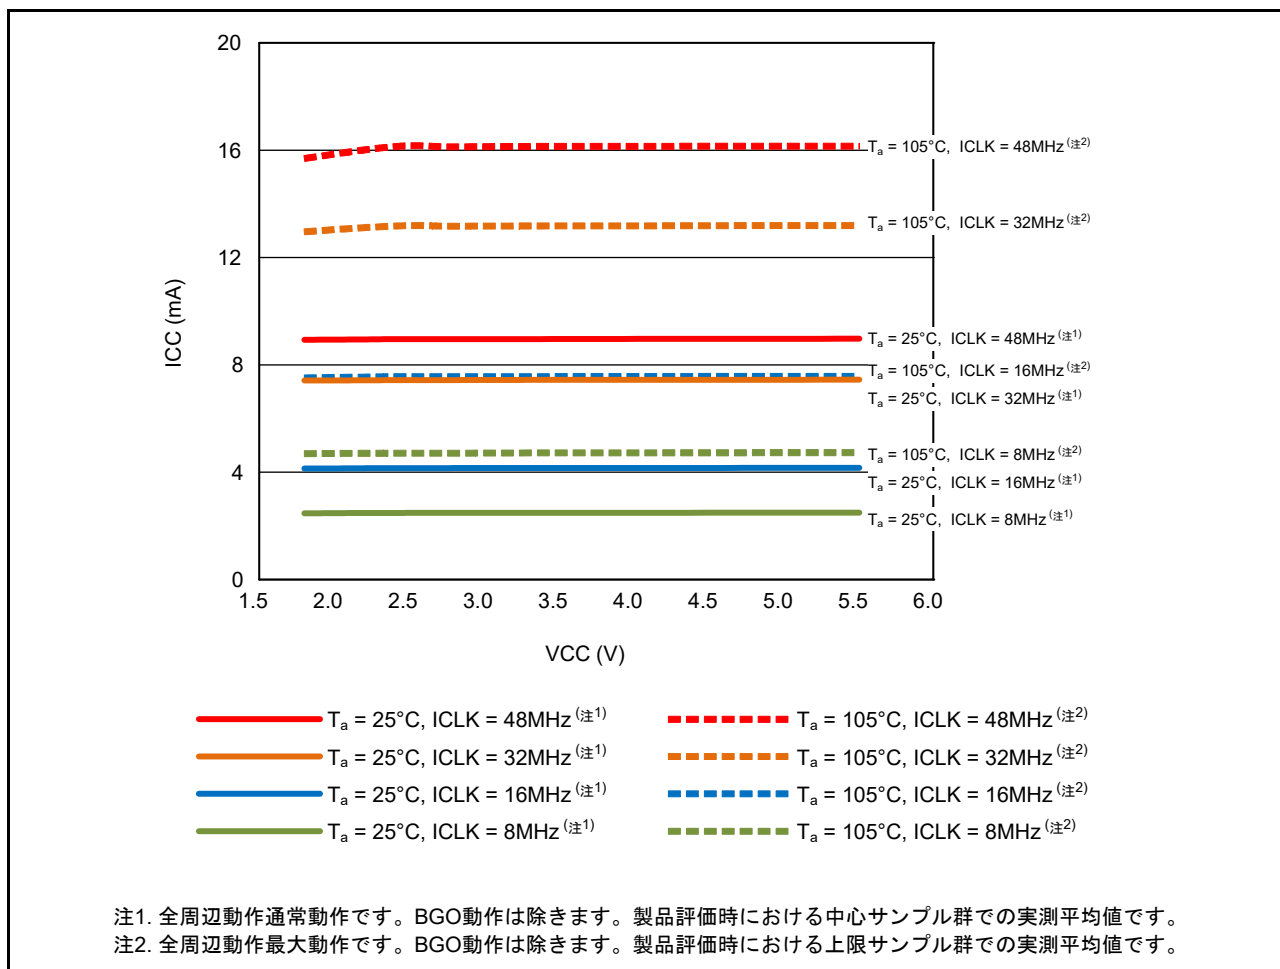 20
16
12
8
4
0
ICC (mA)
1.5 2.0 2.5 3.0 3.5 4.0 4.5 5.0 5.5 6.0
VCC (V)
Ta = 105°C, ICLK = 48MHz (注2)
Ta = 105°C, ICLK = 32MHz (注2)
Ta = 25°C, ICLK = 48MHz (注1)
Ta = 105°C, ICLK = 16MHz (注2)
Ta = 25°C, ICLK = 32MHz (注1)
Ta = 105°C, ICLK = 8MHz (注2)
Ta = 25°C, ICLK = 16MHz (注1)
Ta = 25°C, ICLK = 8MHz (注1)
Ta = 25°C, ICLK = 48MHz (注1)
Ta = 105°C, ICLK = 48MHz (注2)
Ta = 25°C, ICLK = 32MHz (注1)
Ta = 105°C, ICLK = 32MHz (注2)
Ta = 25°C, ICLK = 16MHz (注1)
Ta = 105°C, ICLK = 16MHz (注2)
Ta = 25°C, ICLK = 8MHz (注1)
Ta = 105°C, ICLK = 8MHz (注2)
注1. 全周辺動作通常動作です。BGO動作は除きます。製品評価時における中心サンプル群での実測平均値です。
注2. 全周辺動作最大動作です。BGO動作は除きます。製品評価時における上限サンプル群での実測平均値です。